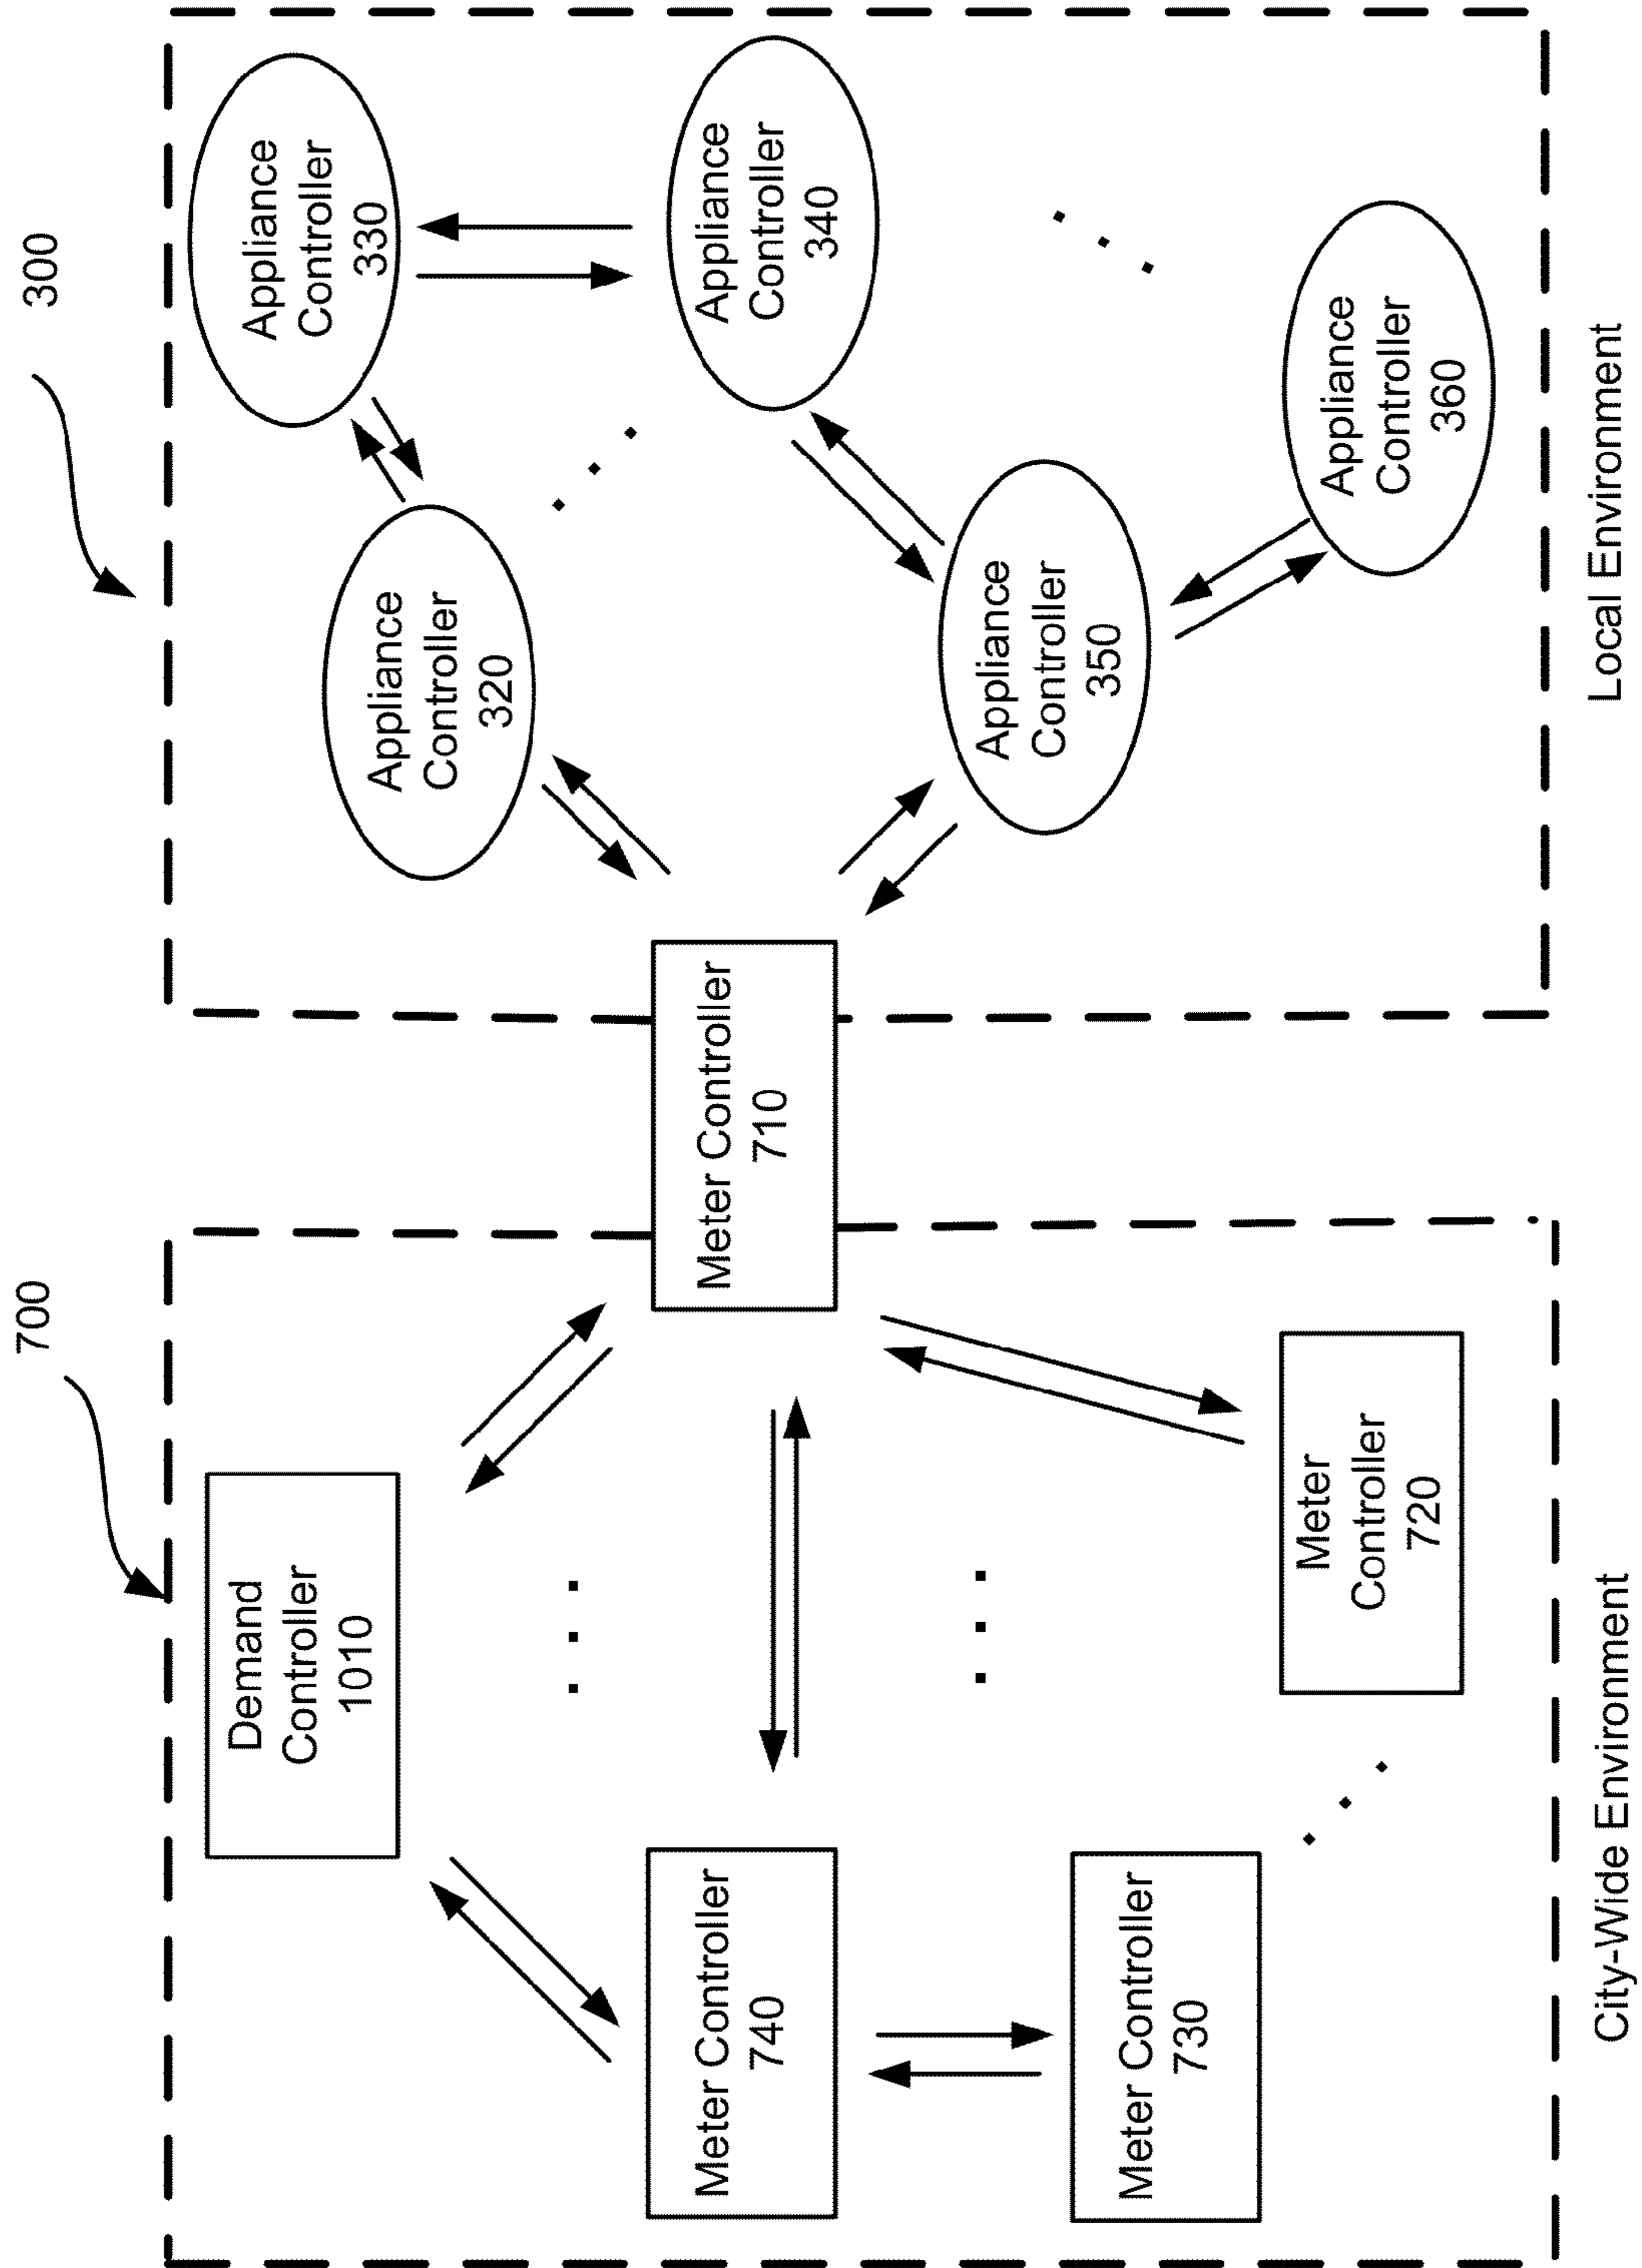 700
300
Demand
Controller
1010
Meter Controller
740
Meter Controller
730
Meter
Controller
720
Meter Controller
710
Appliance
Controller
320
Appliance
Controller
330
Appliance
Controller
340
Appliance
Controller
350
Appliance
Controller
360
City-Wide Environment
Local Environment